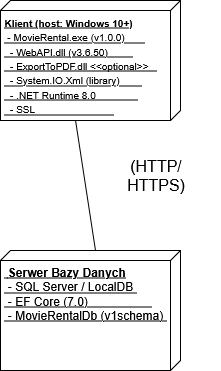 Klient (host: Windows 10+)
- MovieRental.exe (v1.0.0)
- WebAPI.dll (v3.6.50)
- ExportToPDF.dll <<optional>>
- System.IO.Xml (library)
- .NET Runtime 8.0
- SSL
(HTTP/
HTTPS)
Serwer Bazy Danych
- SQL Server / LocalDB
- EF Core (7.0)
- MovieRentalDb (v1schema)